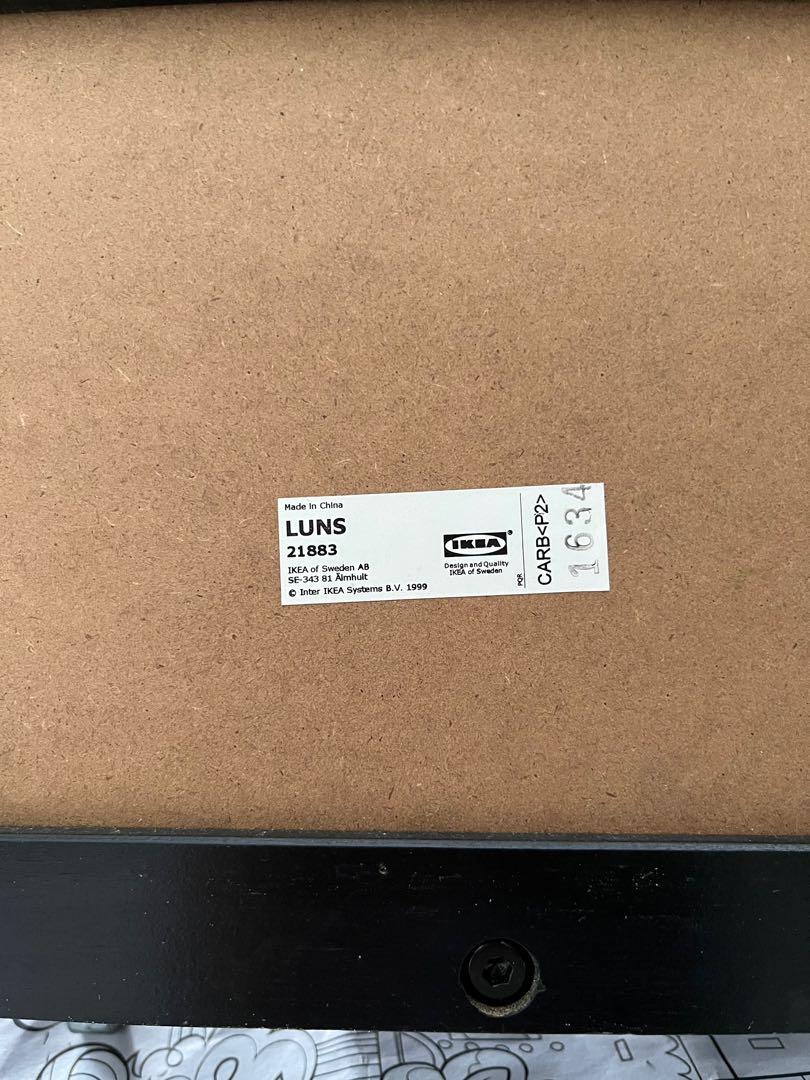 Made in China
LUNS
21883
IKEA of Sweden AB
SE-343 81 Älmhult
© Inter IKEA Systems B.V. 1999
IKEA®
Design and Quality
IKEA of Sweden
PQR
CARB<P2>
1634